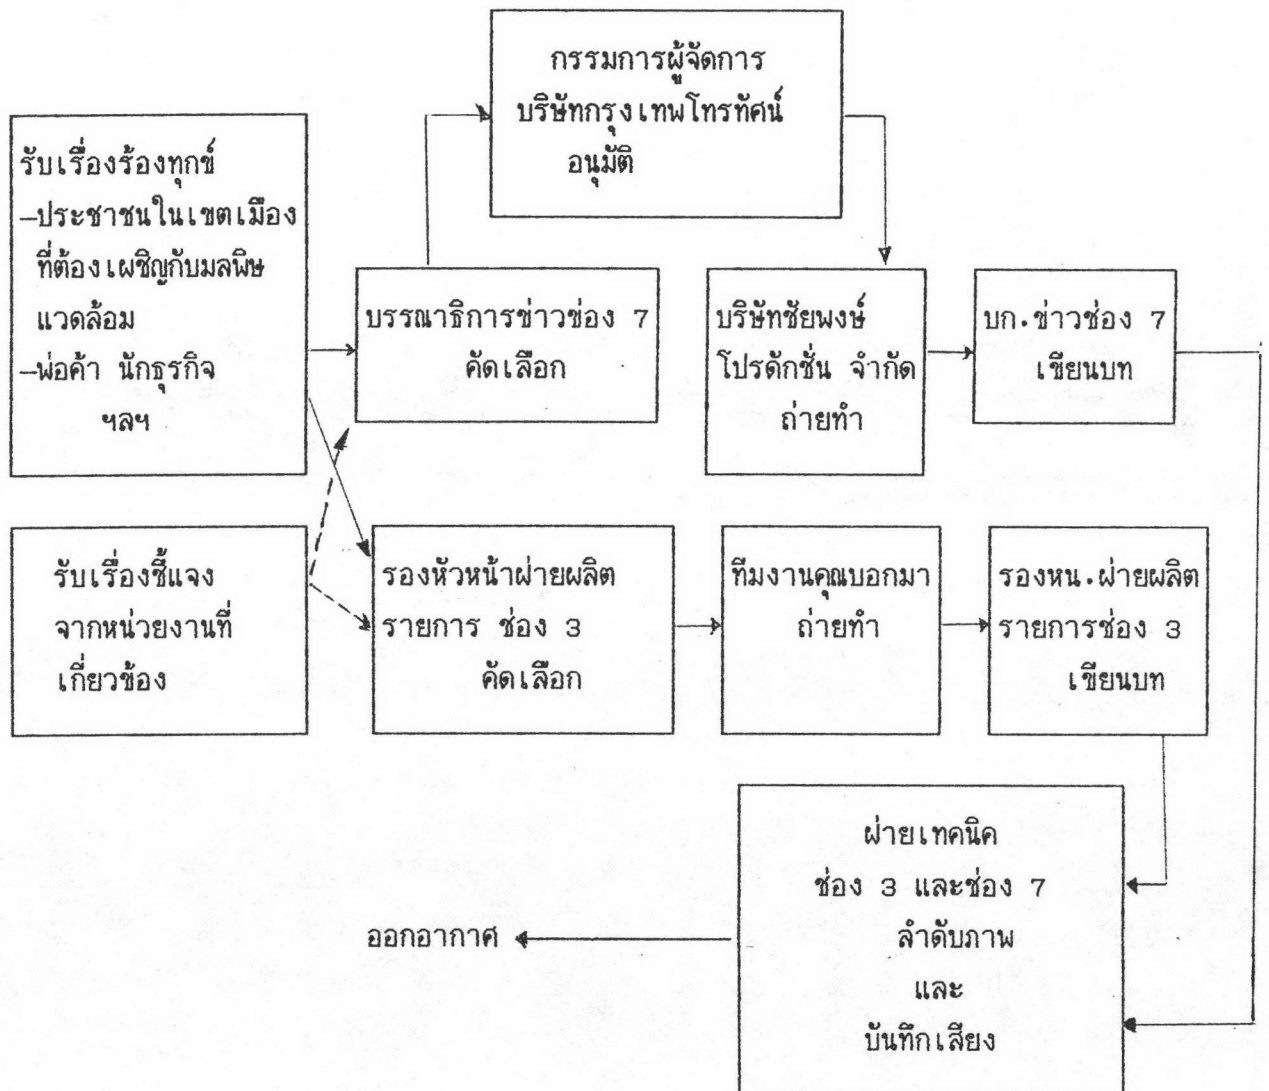 กรรมการผู้จัดการ
บริษัทกรุงเทพโทรทัศน์
อนุมัติ
รับเรื่องร้องทุกข์
-ประชาชนในเขตเมือง
ที่ต้องเผชิญกับมลพิษ
แวดล้อม
-พ่อค้า นักธุรกิจ
ฯลฯ
บรรณาธิการข่าวช่อง 7
คัดเลือก
บริษัทชัยพงษ์
โปรดักชั่น จำกัด
ถ่ายทำ
บก.ข่าวช่อง 7
เขียนบท
รับเรื่องชี้แจง
จากหน่วยงานที่
เกี่ยวข้อง
รองหัวหน้าฝ่ายผลิต
รายการ ช่อง 3
คัดเลือก
ทีมงานคุณบอกมา
ถ่ายทำ
รองหน.ฝ่ายผลิต
รายการช่อง 3
เขียนบท
ฝ่ายเทคนิค
ช่อง 3 และช่อง 7
ลำดับภาพ
และ
บันทึกเสียง
ออกอากาศ